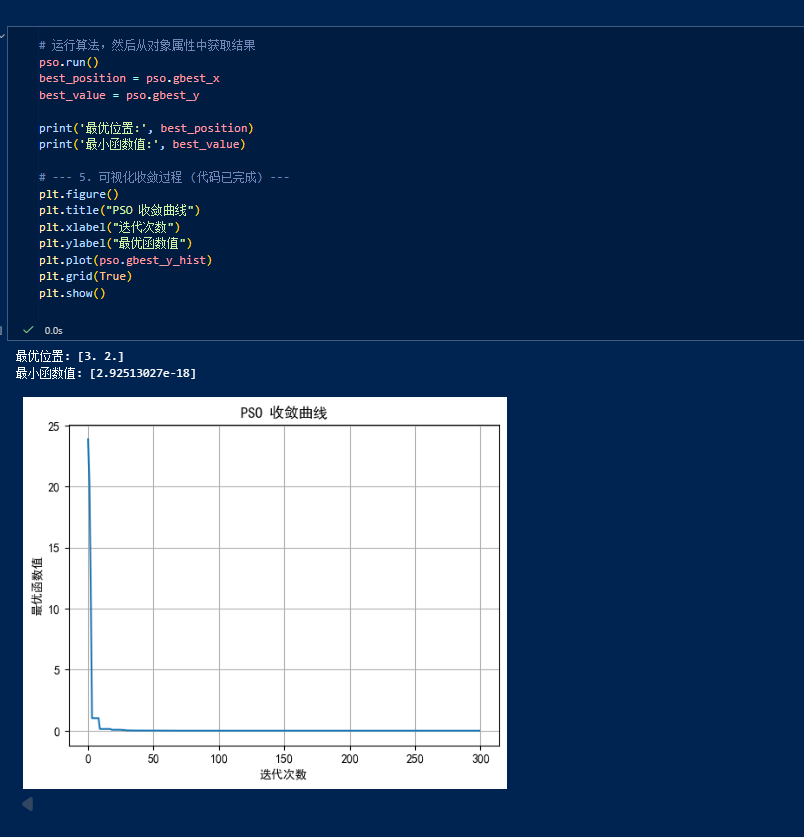 # 运行算法，然后从对象属性中获取结果
pso.run()
best_position = pso.gbest_x
best_value = pso.gbest_y
print('最优位置:', best_position)
print('最小函数值:', best_value)
# --- 5. 可视化收敛过程 (代码已完成) ---
plt.figure()
plt.title("PSO 收敛曲线")
plt.xlabel("迭代次数")
plt.ylabel("最优函数值")
plt.plot(pso.gbest_y_hist)
plt.grid(True)
plt.show()
0.0s
最优位置: [3. 2.]
最小函数值: [2.92513027e-18]
PSO 收敛曲线
25
20
15
10
5
0
最优函数值
0 50 100 150 200 250 300
迭代次数